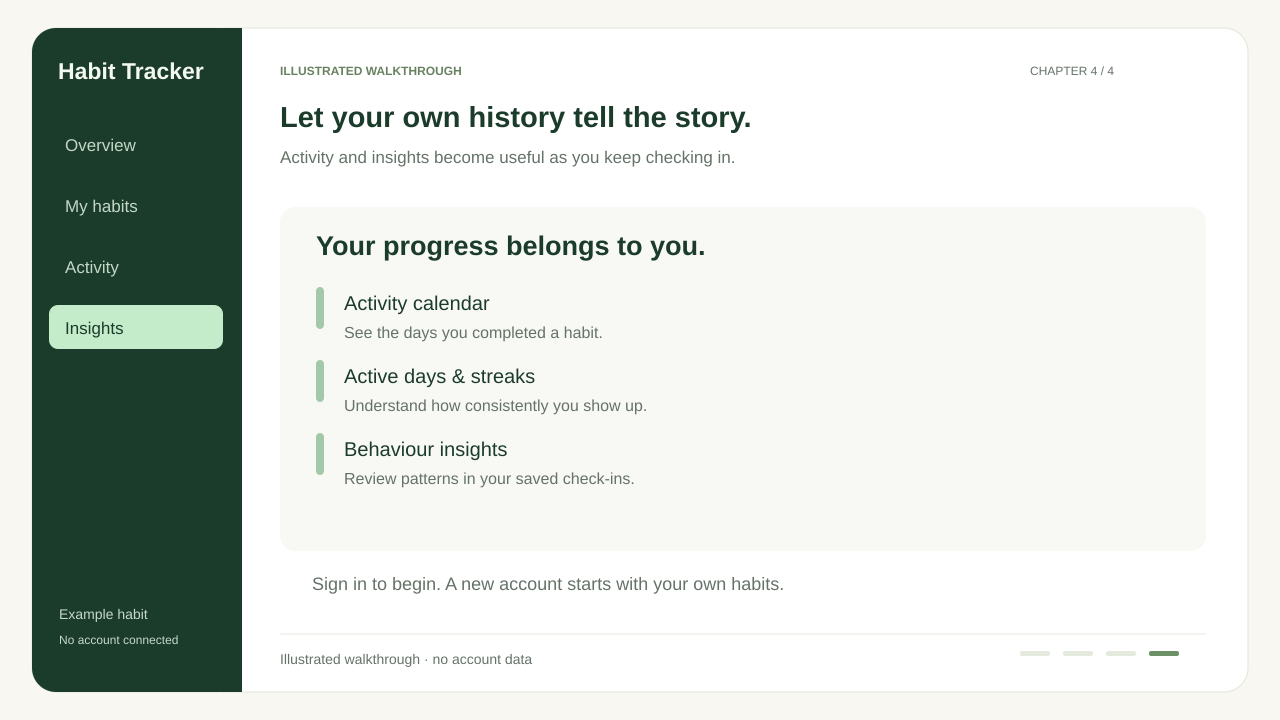 Habit Tracker
Overview
My habits
Activity
Insights
Example habit
No account connected
ILLUSTRATED WALKTHROUGH
CHAPTER 4 / 4
Let your own history tell the story.
Activity and insights become useful as you keep checking in.
Your progress belongs to you.
Activity calendar
See the days you completed a habit.
Active days & streaks
Understand how consistently you show up.
Behaviour insights
Review patterns in your saved check-ins.
Sign in to begin. A new account starts with your own habits.
Illustrated walkthrough · no account data